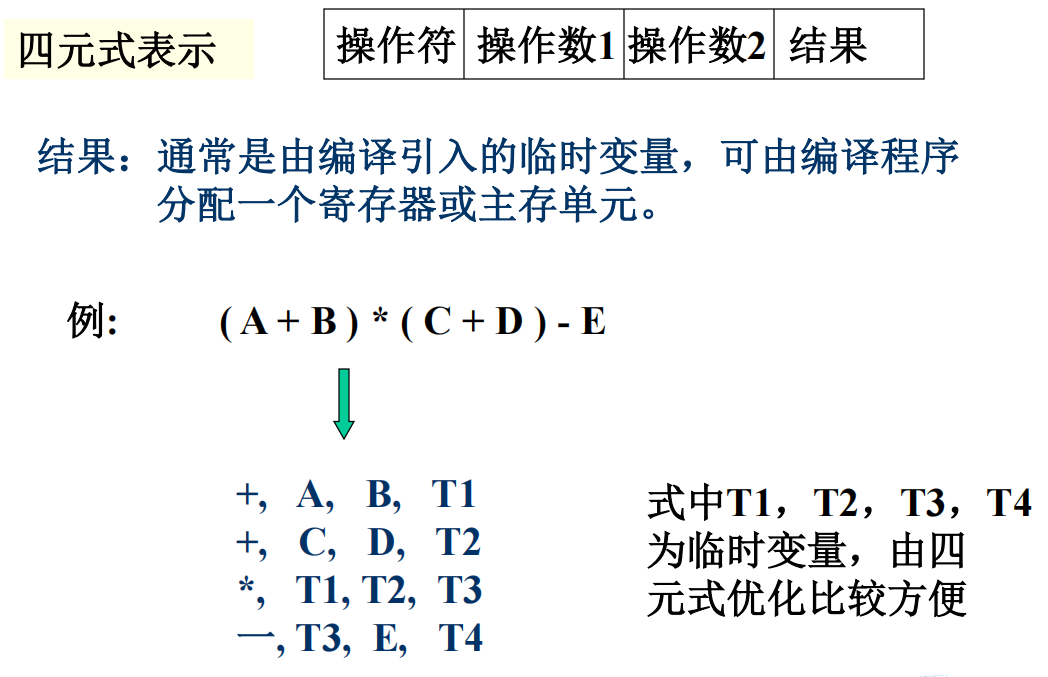 四元式表示
操作符 操作数1 操作数2 结果
结果：通常是由编译引入的临时变量，可由编译程序
分配一个寄存器或主存单元。
例: ( A + B ) * ( C + D ) - E
+, A, B, T1
+, C, D, T2
*, T1, T2, T3
一, T3, E, T4
式中T1，T2，T3，T4
为临时变量，由四
元式优化比较方便